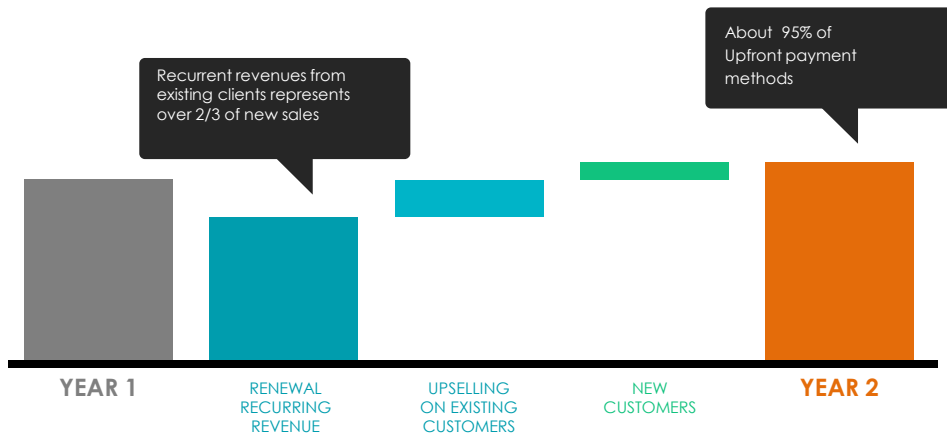 Recurrent revenues from
existing clients represents
over 2/3 of new sales
About 95% of
Upfront payment
methods
YEAR 1
RENEWAL
RECURRING
REVENUE
UPSELLING
ON EXISTING
CUSTOMERS
NEW
CUSTOMERS
YEAR 2